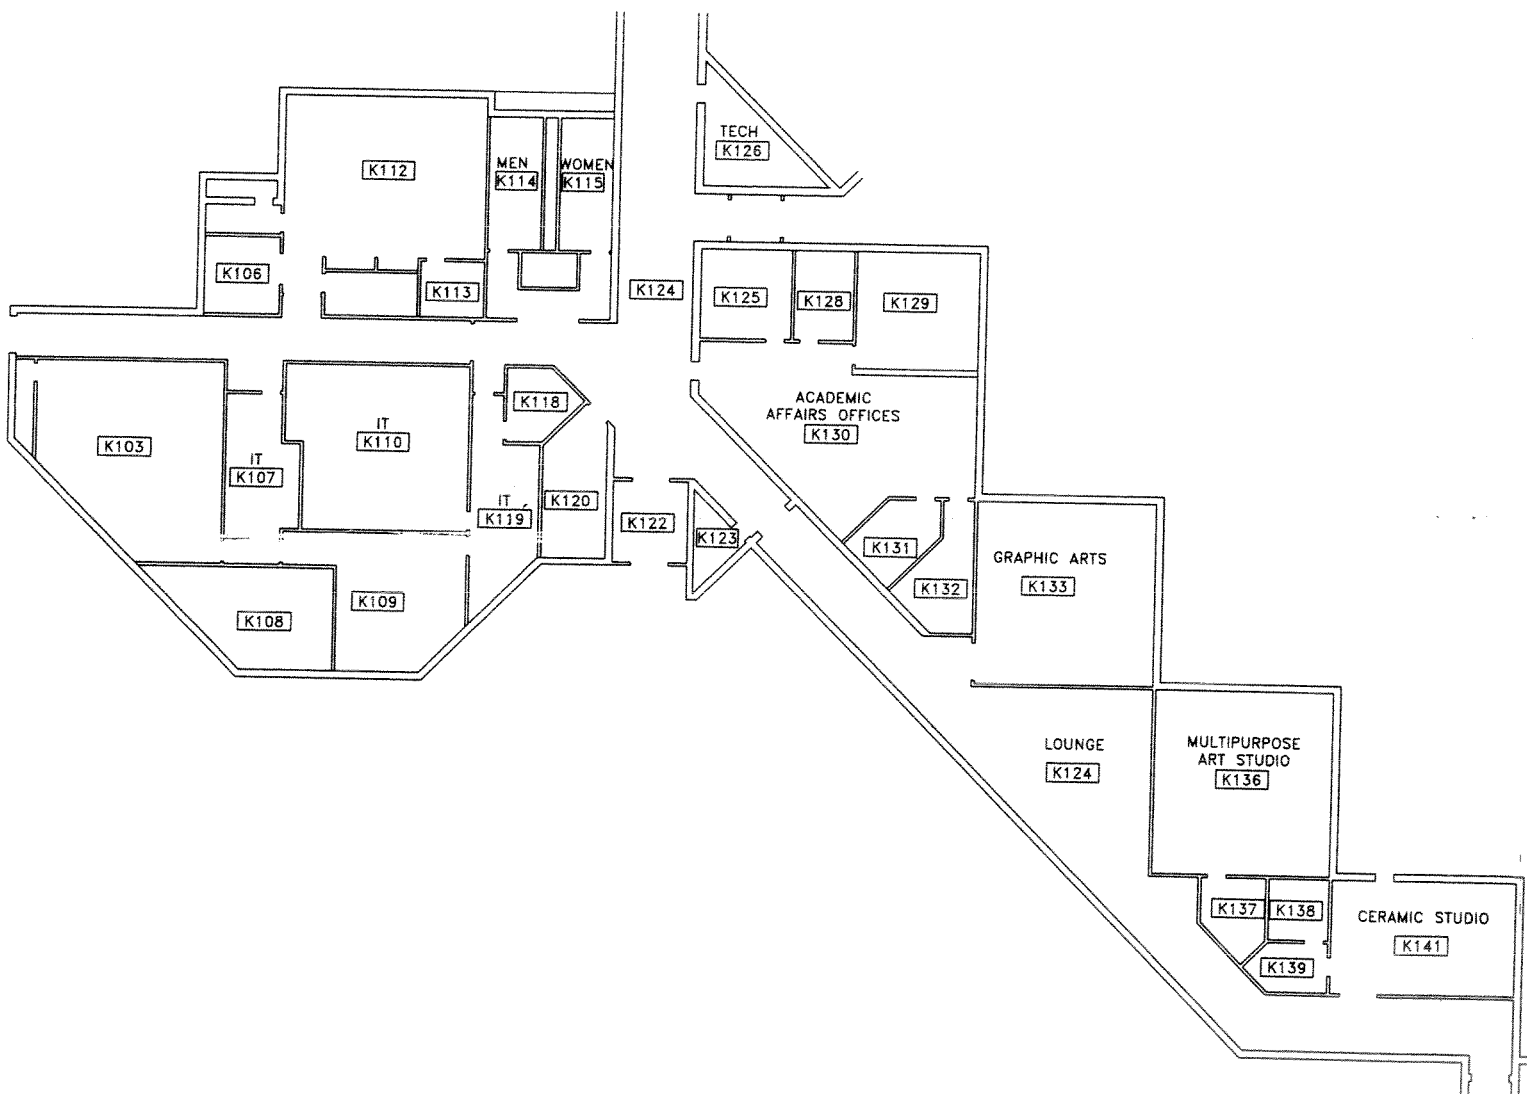 TECH
K126
K112
MEN
K114
WOMEN
K115
K106
K113
K124
K125
K128
K129
ACADEMIC
AFFAIRS OFFICES
K130
K118
K103
IT
K110
IT
K107
IT
K119
K120
K122
K123
K131
K132
GRAPHIC ARTS
K133
K109
K108
LOUNGE
K124
MULTIPURPOSE
ART STUDIO
K136
K137
K138
K139
CERAMIC STUDIO
K141